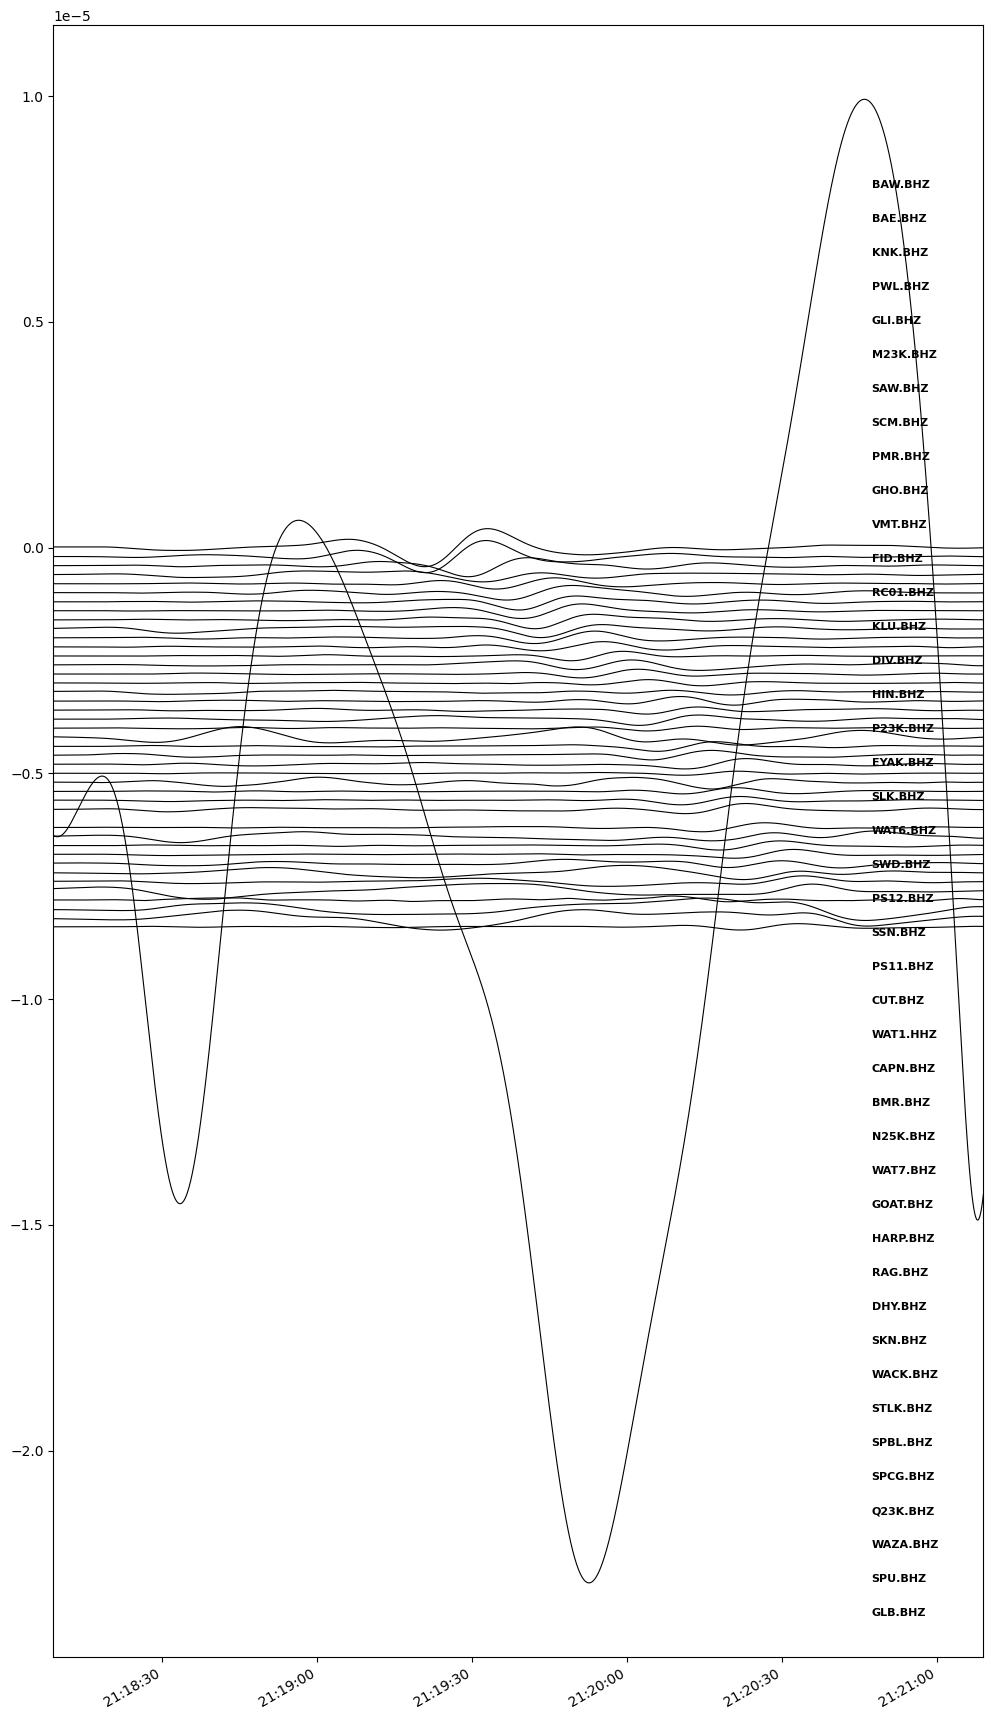 1e−5
1.0
0.5
0.0
−0.5
−1.0
−1.5
−2.0
BAW.BHZ
BAE.BHZ
KNK.BHZ
PWL.BHZ
GLI.BHZ
M23K.BHZ
SAW.BHZ
SCM.BHZ
PMR.BHZ
GHO.BHZ
VMT.BHZ
FID.BHZ
RC01.BHZ
KLU.BHZ
DIV.BHZ
HIN.BHZ
P23K.BHZ
EYAK.BHZ
SLK.BHZ
WAT6.BHZ
SWD.BHZ
PS12.BHZ
SSN.BHZ
PS11.BHZ
CUT.BHZ
WAT1.HHZ
CAPN.BHZ
BMR.BHZ
N25K.BHZ
WAT7.BHZ
GOAT.BHZ
HARP.BHZ
RAG.BHZ
DHY.BHZ
SKN.BHZ
WACK.BHZ
STLK.BHZ
SPBL.BHZ
SPCG.BHZ
Q23K.BHZ
WAZA.BHZ
SPU.BHZ
GLB.BHZ
21:18:30
21:19:00
21:19:30
21:20:00
21:20:30
21:21:00